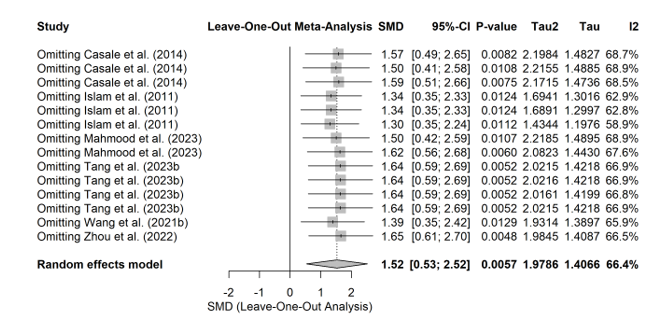 Study Leave-One-Out Meta-Analysis SMD 95%-CI P-value Tau2 Tau I2
Omitting Casale et al. (2014) 1.57 [0.49; 2.65] 0.0082 2.1984 1.4827 68.7%
Omitting Casale et al. (2014) 1.50 [0.41; 2.58] 0.0108 2.2155 1.4885 68.7%
Omitting Casale et al. (2014) 1.59 [0.51; 2.66] 0.0075 2.1715 1.4736 68.6%
Omitting Islam et al. (2011) 1.34 [0.35; 2.33] 0.0124 1.6941 1.3016 62.9%
Omitting Islam et al. (2011) 1.34 [0.35; 2.33] 0.0124 1.6891 1.2997 63.0%
Omitting Islam et al. (2011) 1.30 [0.35; 2.24] 0.0112 1.4344 1.1976 61.0%
Omitting Mahmood et al. (2023) 1.50 [0.42; 2.59] 0.0107 2.2185 1.4895 68.7%
Omitting Mahmood et al. (2023) 1.62 [0.56; 2.68] 0.0060 2.0823 1.4430 67.6%
Omitting Tang et al. (2023b 1.64 [0.59; 2.69] 0.0052 2.0215 1.4218 66.9%
Omitting Tang et al. (2023b) 1.64 [0.59; 2.69] 0.0052 2.0216 1.4218 66.9%
Omitting Tang et al. (2023b) 1.64 [0.59; 2.69] 0.0052 2.0161 1.4199 66.8%
Omitting Tang et al. (2023b) 1.64 [0.59; 2.69] 0.0052 2.0215 1.4218 66.9%
Omitting Wang et al. (2021b) 1.39 [0.35; 2.42] 0.0129 1.9314 1.3897 65.9%
Omitting Zhou et al. (2022) 1.65 [0.61; 2.70] 0.0048 1.9845 1.4087 66.5%
Random effects model 1.52 [0.53; 2.52] 0.0057 1.9786 1.4066 66.4%
-2 -1 0 1 2
SMD (Leave-One-Out Analysis)